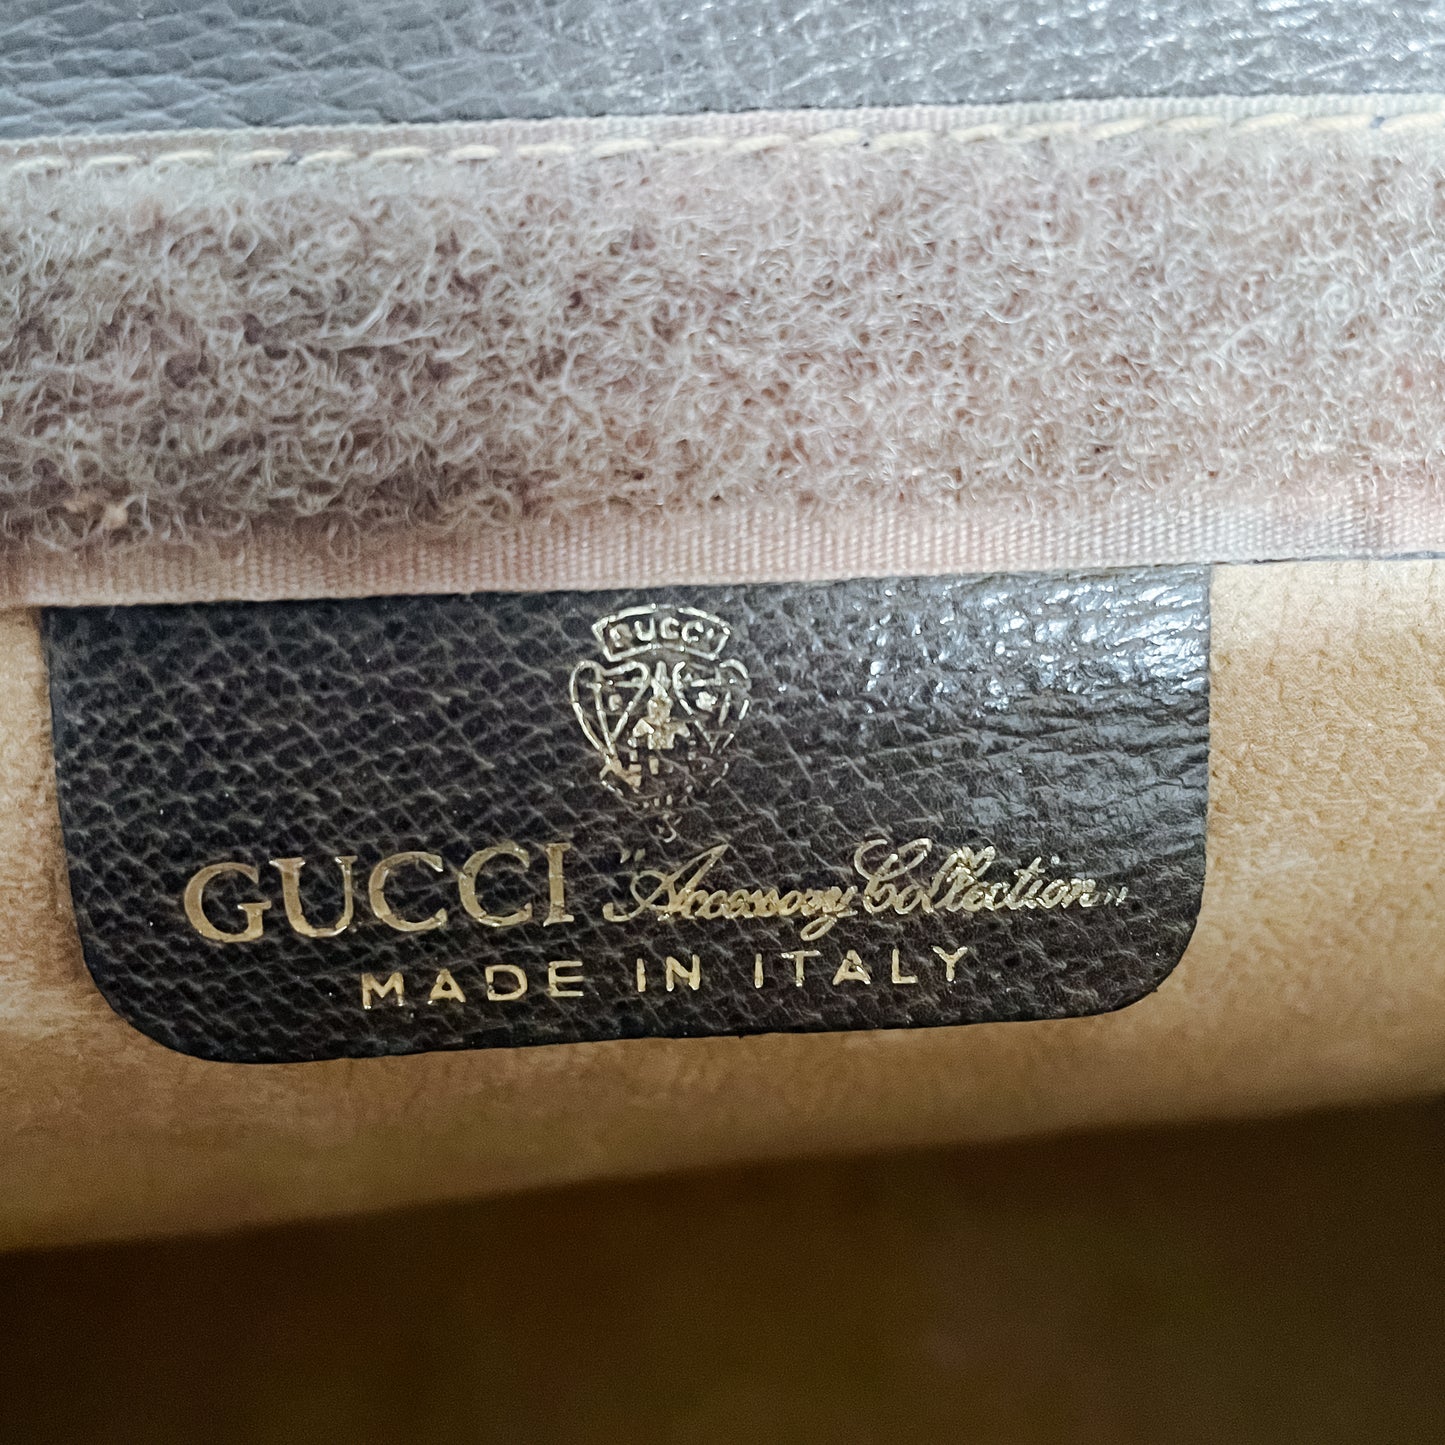 GUCCI
GUCCI "Accessory Collection"
MADE IN ITALY